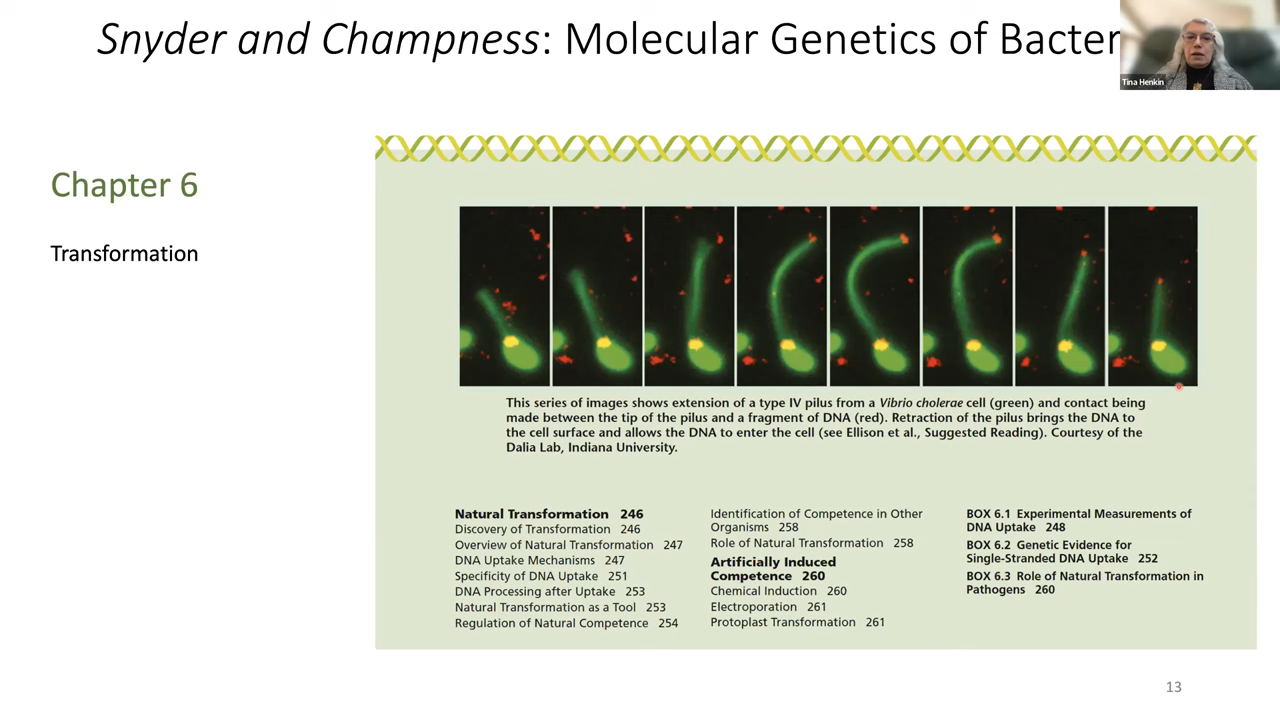 Snyder and Champness: Molecular Genetics of Bacter
Tina Henkin
Chapter 6
Transformation
This series of images shows extension of a type IV pilus from a Vibrio cholerae cell (green) and contact being
made between the tip of the pilus and a fragment of DNA (red). Retraction of the pilus brings the DNA to
the cell surface and allows the DNA to enter the cell (see Ellison et al., Suggested Reading). Courtesy of the
Dalia Lab, Indiana University.
Natural Transformation 246
Discovery of Transformation 246
Overview of Natural Transformation 247
DNA Uptake Mechanisms 247
Specificity of DNA Uptake 251
DNA Processing after Uptake 253
Natural Transformation as a Tool 253
Regulation of Natural Competence 254
Identification of Competence in Other
Organisms 258
Role of Natural Transformation 258
Artificially Induced
Competence 260
Chemical Induction 260
Electroporation 261
Protoplast Transformation 261
BOX 6.1 Experimental Measurements of
DNA Uptake 248
BOX 6.2 Genetic Evidence for
Single-Stranded DNA Uptake 252
BOX 6.3 Role of Natural Transformation in
Pathogens 260
13